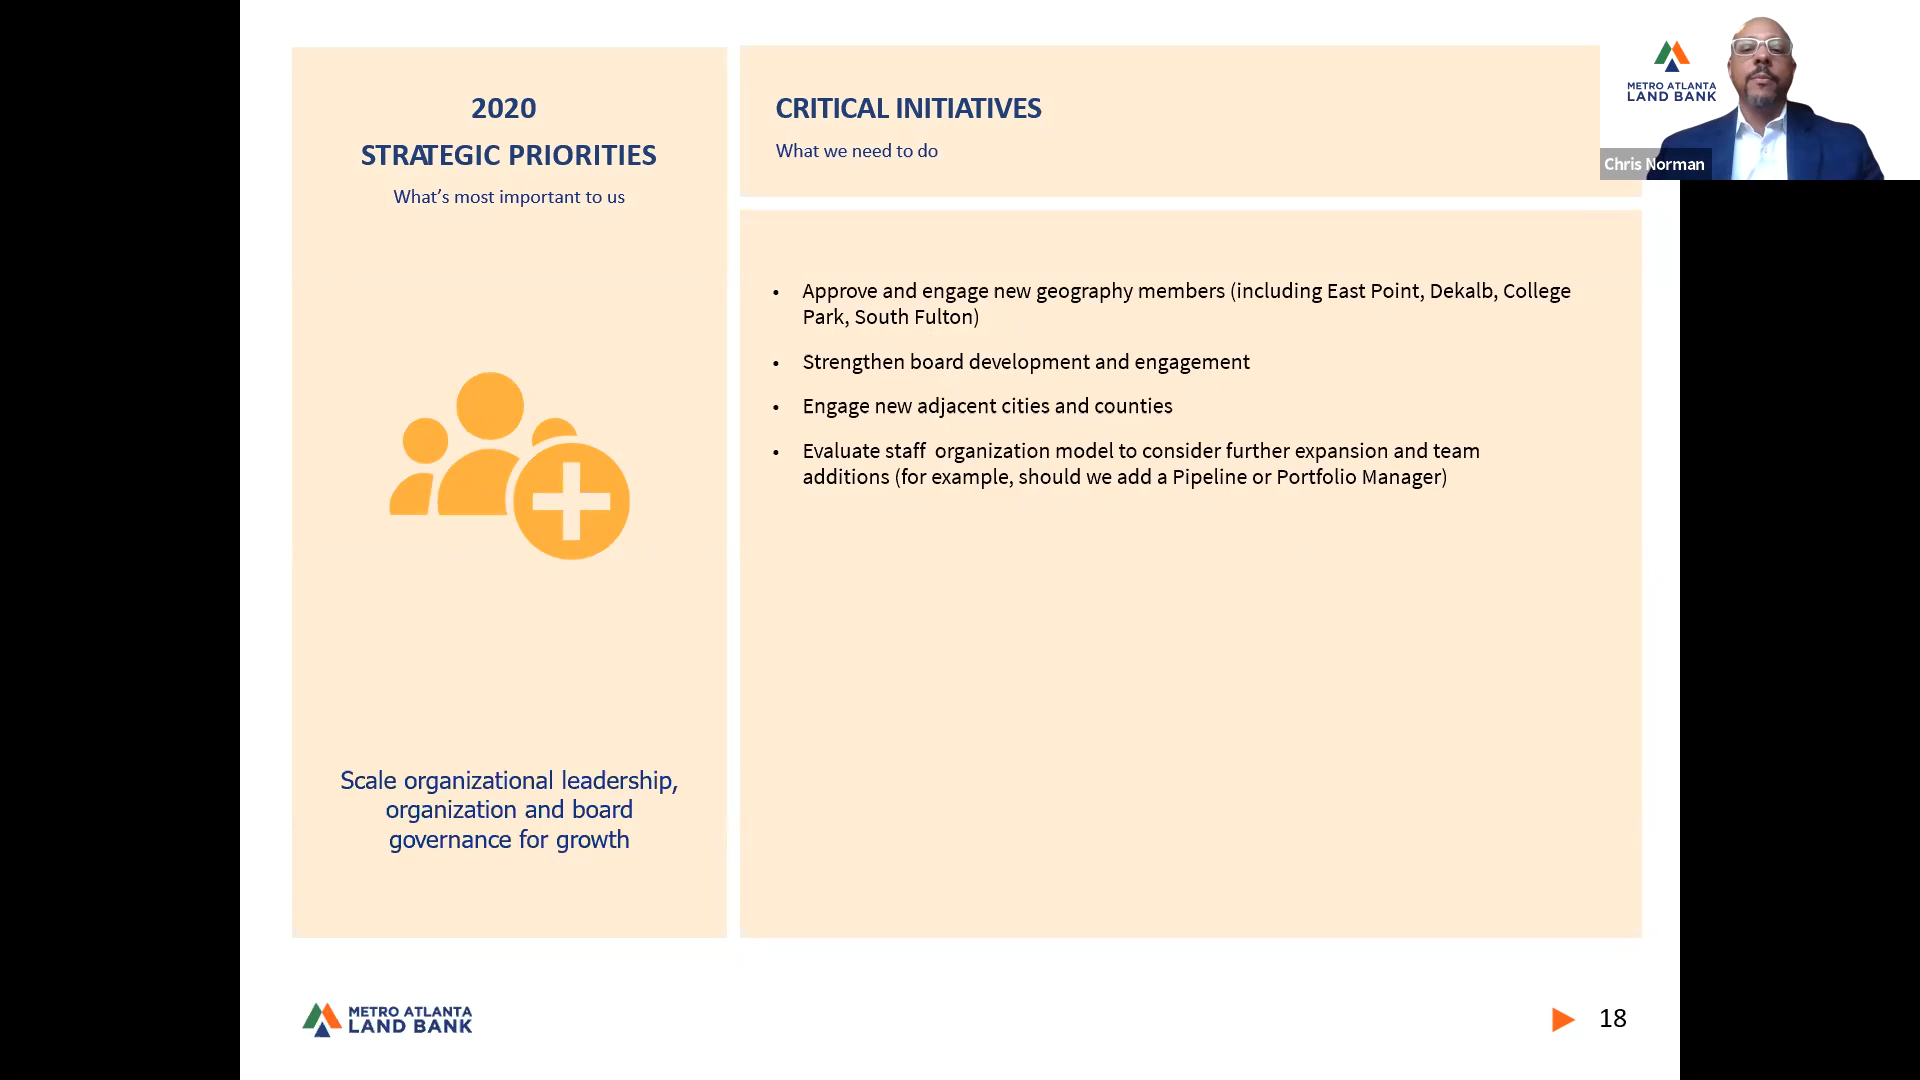 2020
STRATEGIC PRIORITIES
What's most important to us
Scale organizational leadership,
organization and board
governance for growth
CRITICAL INITIATIVES
What we need to do
• Approve and engage new geography members (including East Point, Dekalb, College
Park, South Fulton)
• Strengthen board development and engagement
• Engage new adjacent cities and counties
• Evaluate staff  organization model to consider further expansion and team
additions (for example, should we add a Pipeline or Portfolio Manager)
METRO ATLANTA
LAND BANK
Chris Norman
METRO ATLANTA
LAND BANK
18